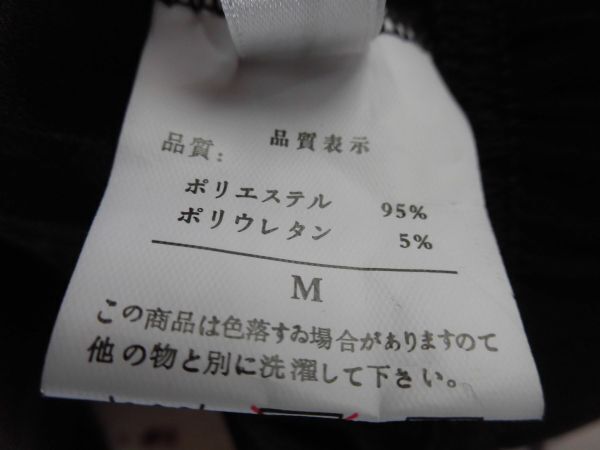 品質表示
品質:
ポリエステル 95%
ポリウレタン 5%
M
この商品は色落すゐ場合がありますので
他の物と別に洗濯して下さい。